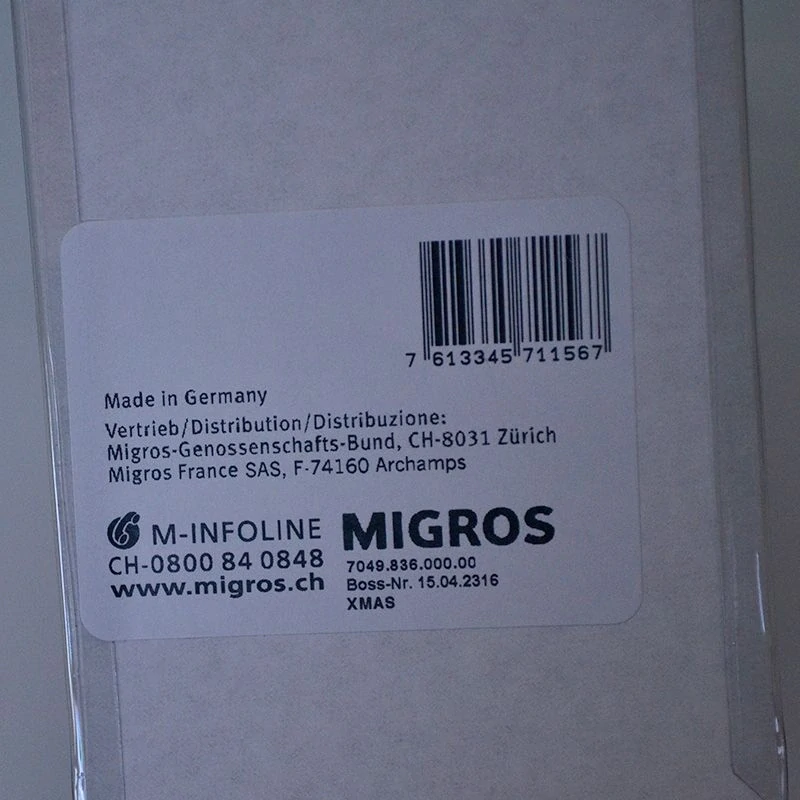 7 613345 711567
Made in Germany
Vertrieb/Distribution/Distribuzione:
Migros-Genossenschafts-Bund, CH-8031 Zürich
Migros France SAS, F-74160 Archamps
M-INFOLINE
CH-0800 84 0848
www.migros.ch
MIGROS
7049.836.000.00
Boss-Nr. 15.04.2316
XMAS